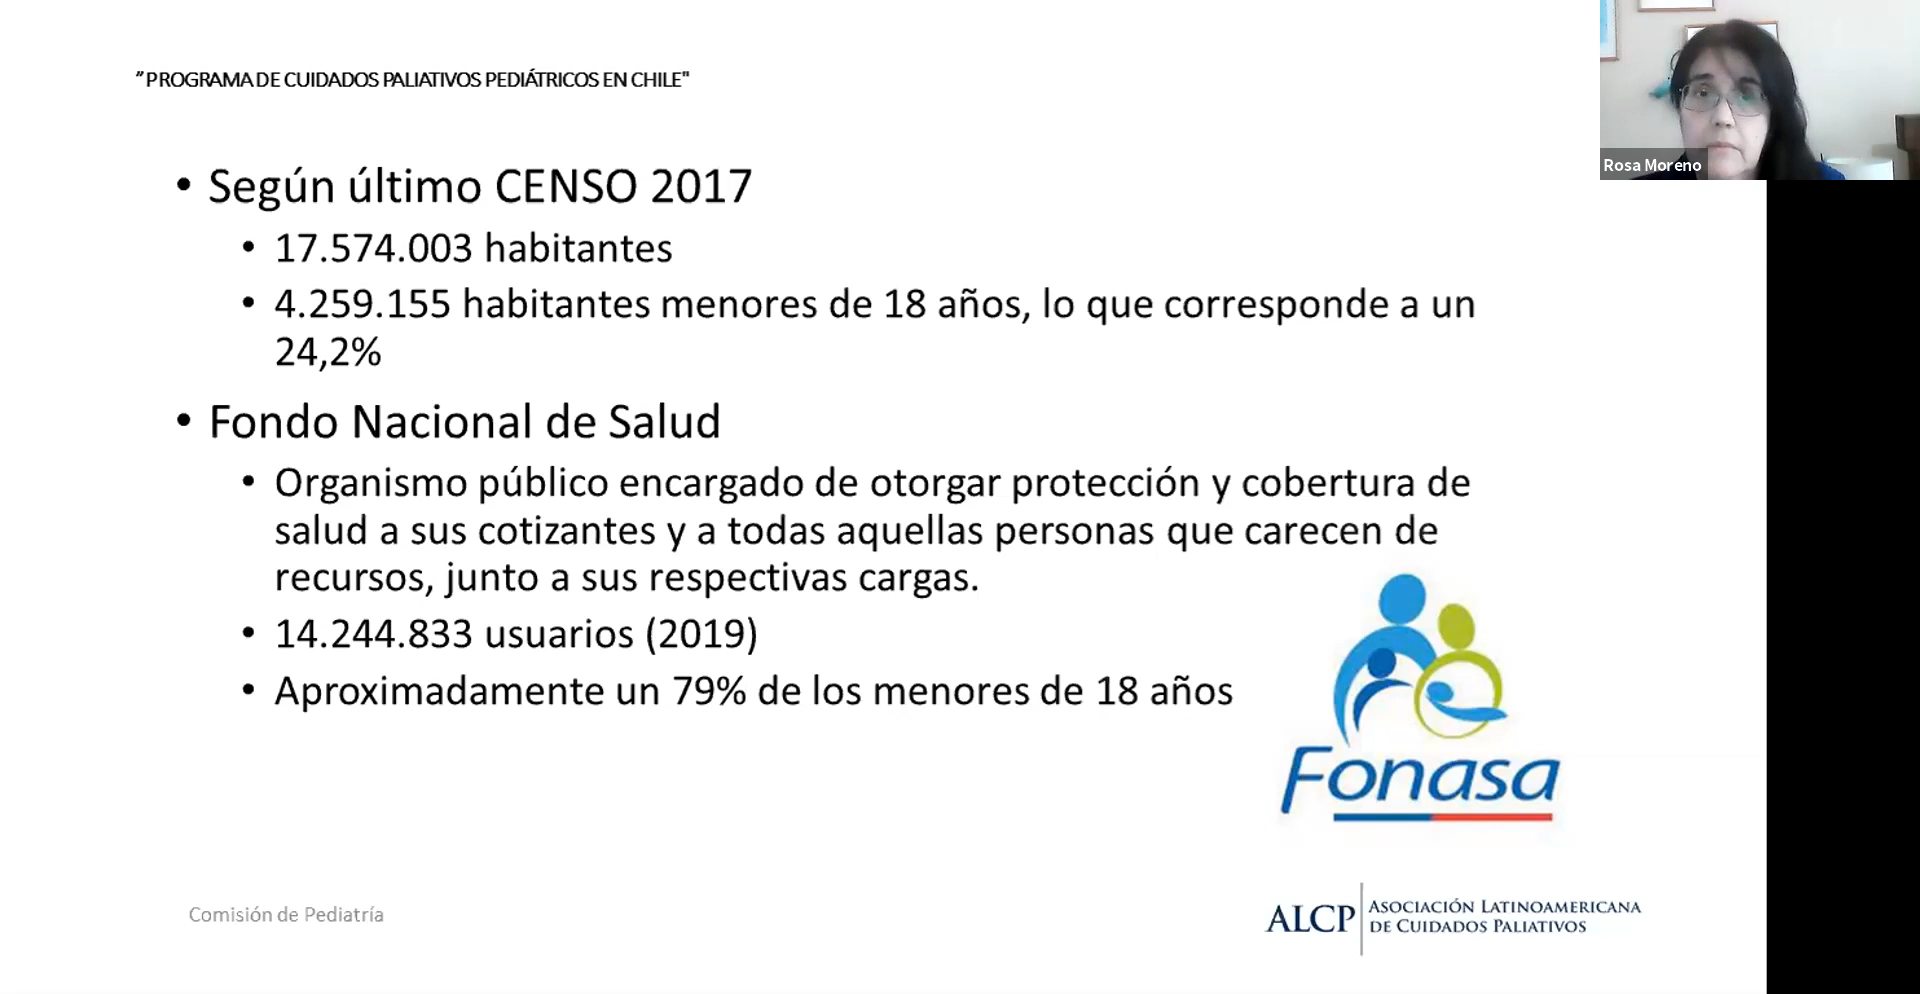 ”PROGRAMA DE CUIDADOS PALIATIVOS PEDIÁTRICOS EN CHILE"
Rosa Moreno
• Según último CENSO 2017
• 17.574.003 habitantes
• 4.259.155 habitantes menores de 18 años, lo que corresponde a un
24,2%
• Fondo Nacional de Salud
• Organismo público encargado de otorgar protección y cobertura de
salud a sus cotizantes y a todas aquellas personas que carecen de
recursos, junto a sus respectivas cargas.
• 14.244.833 usuarios (2019)
• Aproximadamente un 79% de los menores de 18 años
Fonasa
Comisión de Pediatría
ALCP
ASOCIACIÓN LATINOAMERICANA
DE CUIDADOS PALIATIVOS